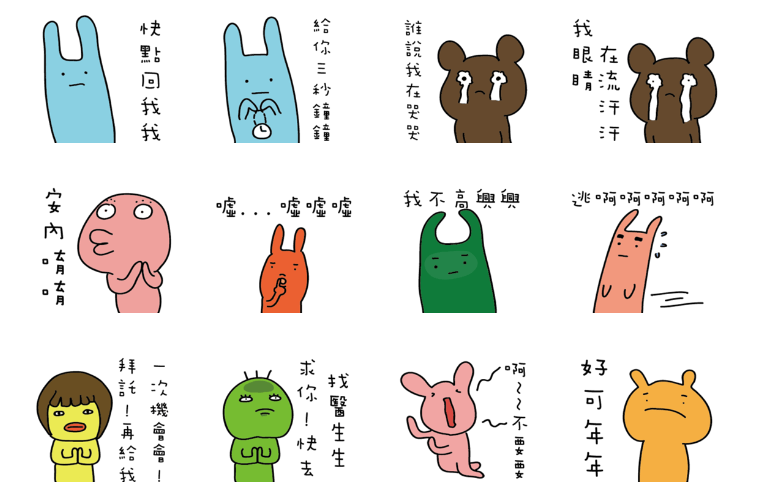 快點回我我
給你三秒鐘鐘
誰說我在哭哭
我眼睛
在流汗汗
安內唷唷
噓...噓噓噓
我不高興興
逃啊啊啊啊
一次機會會!
拜託!再給我
找醫生生
求你!快去
啊~~不要要
好可年年